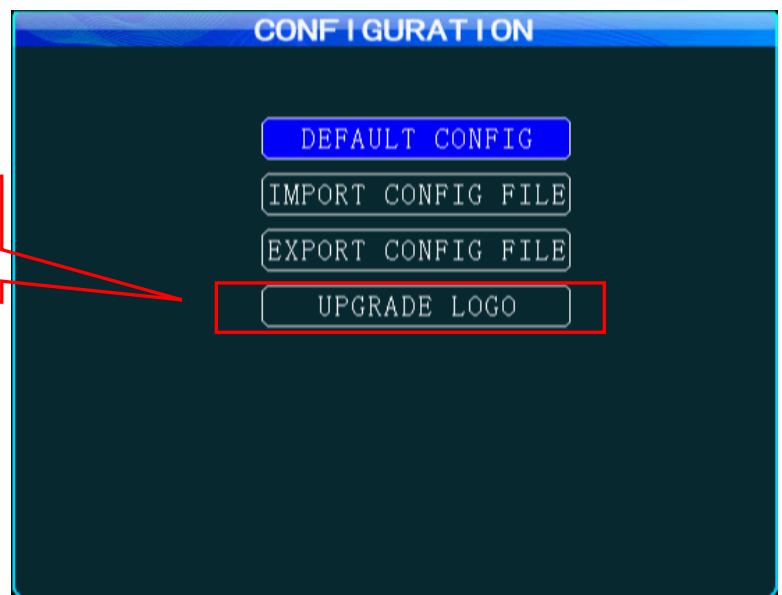 CONFIGURATION
DEFAULT CONFIG
IMPORT CONFIG FILE
EXPORT CONFIG FILE
UPGRADE LOGO